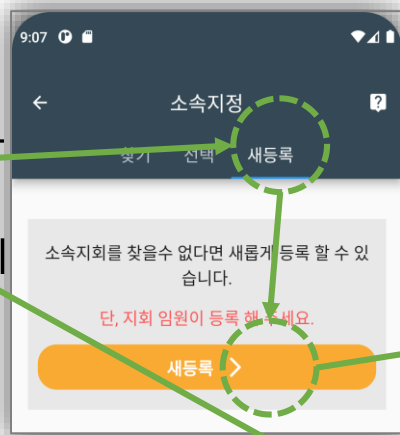 9:07
소속지정
찾기 선택 새등록
소속지회를 찾을수 없다면 새롭게 등록 할 수 있
습니다.
단, 지회 임원이 등록 해 주세요.
새등록